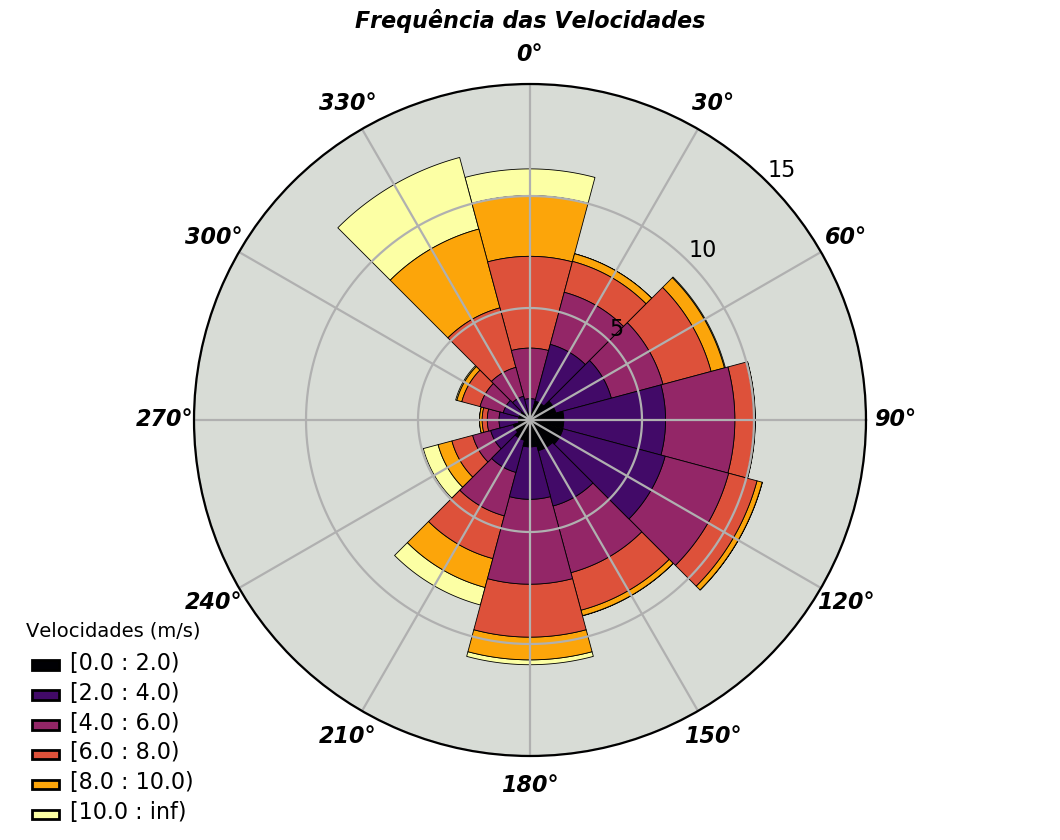 Frequência das Velocidades
0°
330°
30°
15
300°
60°
10
5
270°
90°
240°
120°
210°
150°
180°
Velocidades (m/s)
[0.0 : 2.0)
[2.0 : 4.0)
[4.0 : 6.0)
[6.0 : 8.0)
[8.0 : 10.0)
[10.0 : inf)